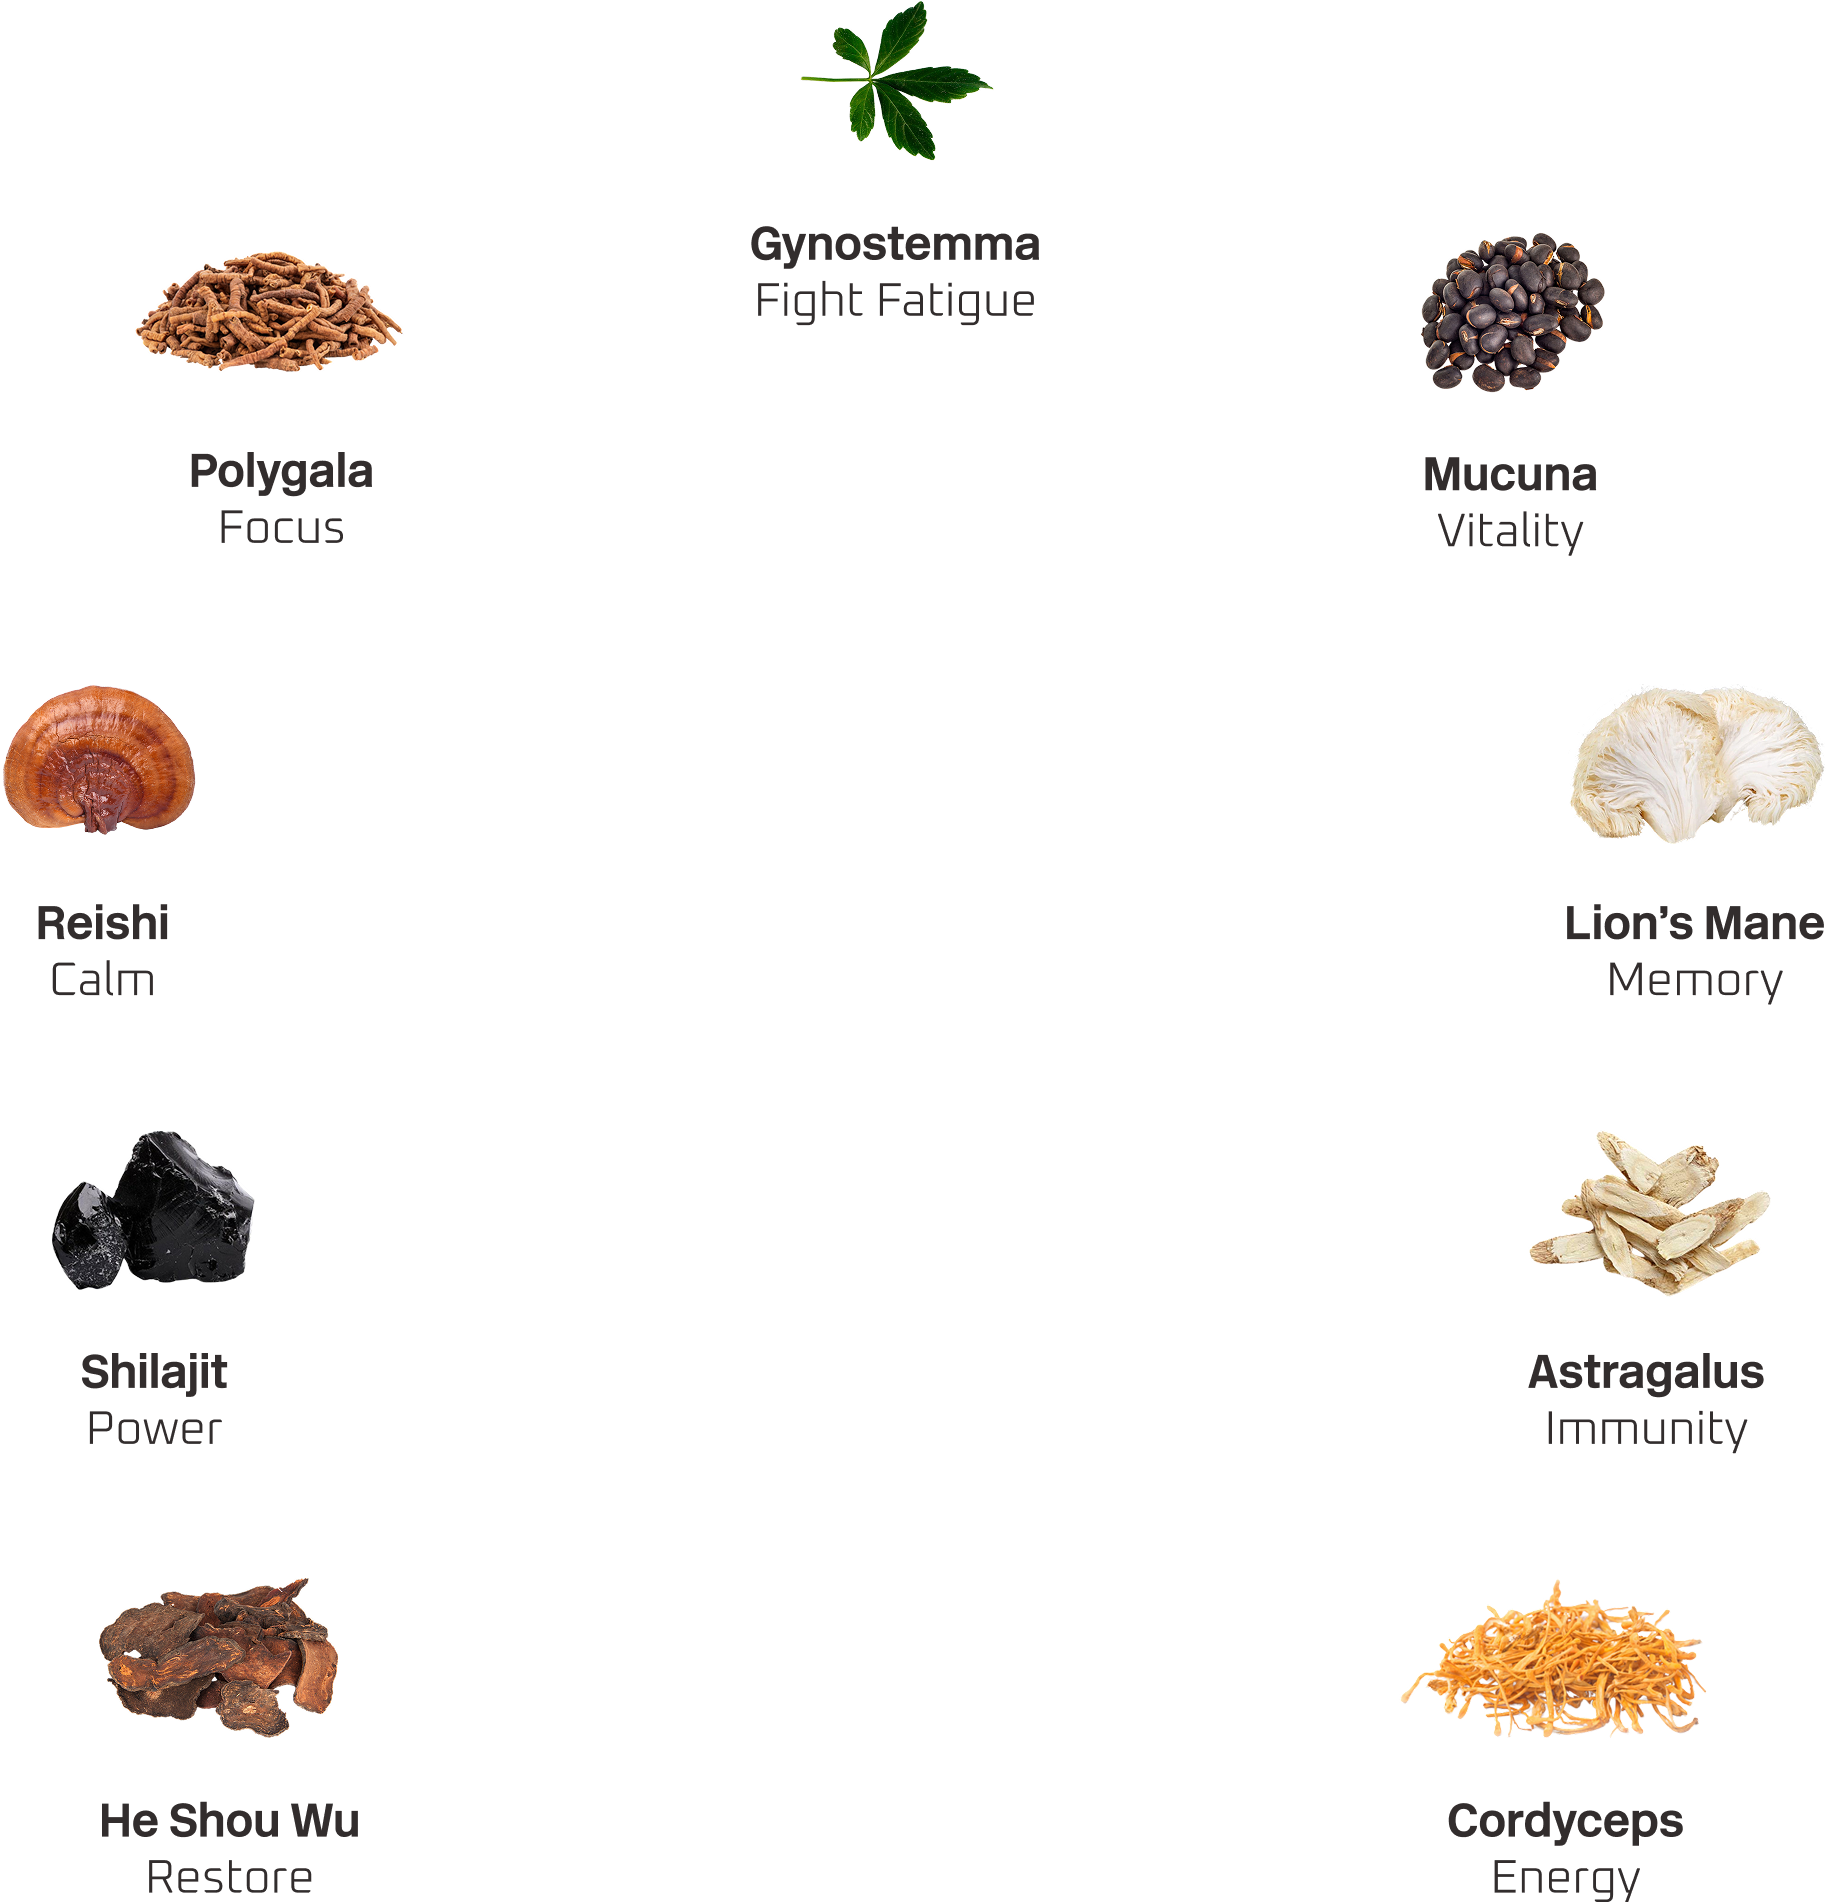 Gynostemma
Fight Fatigue
Polygala
Focus
Mucuna
Vitality
Reishi
Calm
Lion’s Mane
Memory
Shilajit
Power
Astragalus
Immunity
He Shou Wu
Restore
Cordyceps
Energy